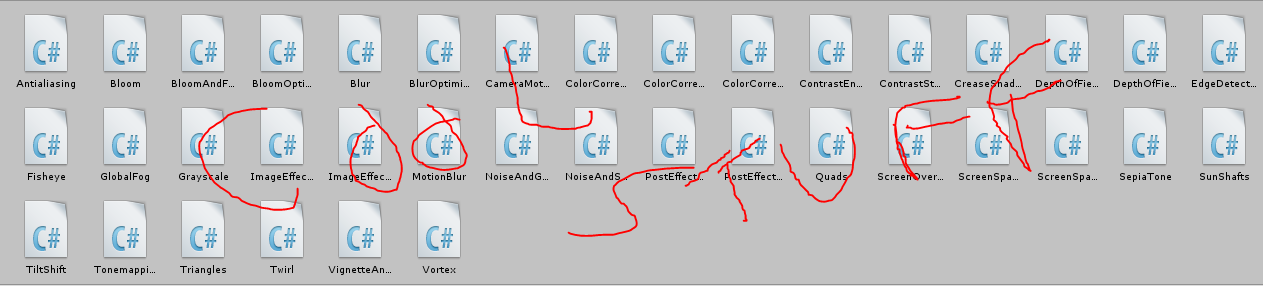 C# C# C# C# C# C# C# C# C# C# C# C# C# C# C# C#
Antialiasing Bloom BloomAndF... BloomOpti... Blur BlurOptimi... CameraMot... ColorCorre... ColorCorre... ColorCorre... ContrastEn... ContrastSt... CreaseShad... DepthOfFie... DepthOfFie... EdgeDetect...
C# C# C# C# C# C# C# C# C# C# C# C# C# C# C# C#
Fisheye GlobalFog Grayscale ImageEffec... ImageEffec... MotionBlur NoiseAndG... NoiseAndS... PostEffect... PostEffect... Quads ScreenOver... ScreenSpa... ScreenSpa... SepiaTone SunShafts
C# C# C# C# C# C#
TiltShift Tonemappi... Triangles Twirl VignetteAn... Vortex